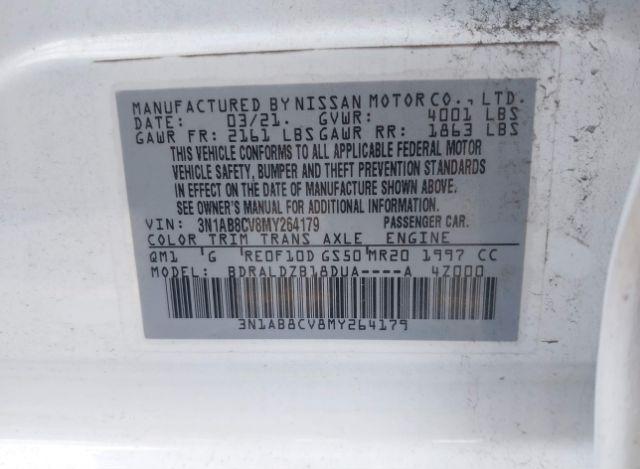 MANUFACTURED BY NISSAN MOTOR CO., LTD.
DATE: 03/21. GVWR: 4001 LBS
GAWR FR: 2161 LBS GAWR RR: 1863 LBS
THIS VEHICLE CONFORMS TO ALL APPLICABLE FEDERAL MOTOR
VEHICLE SAFETY, BUMPER AND THEFT PREVENTION STANDARDS
IN EFFECT ON THE DATE OF MANUFACTURE SHOWN ABOVE.
SEE OWNER'S MANUAL FOR ADDITIONAL INFORMATION.
VIN: 3N1AB8CV8MY264179 PASSENGER CAR.
COLOR TRIM TRANS AXLE ENGINE
QM1 G RE0F10D GS50 MR20 1997 CC
MODEL: BDRALDZB18DUA----A 4Z000
3N1AB8CV8MY264179